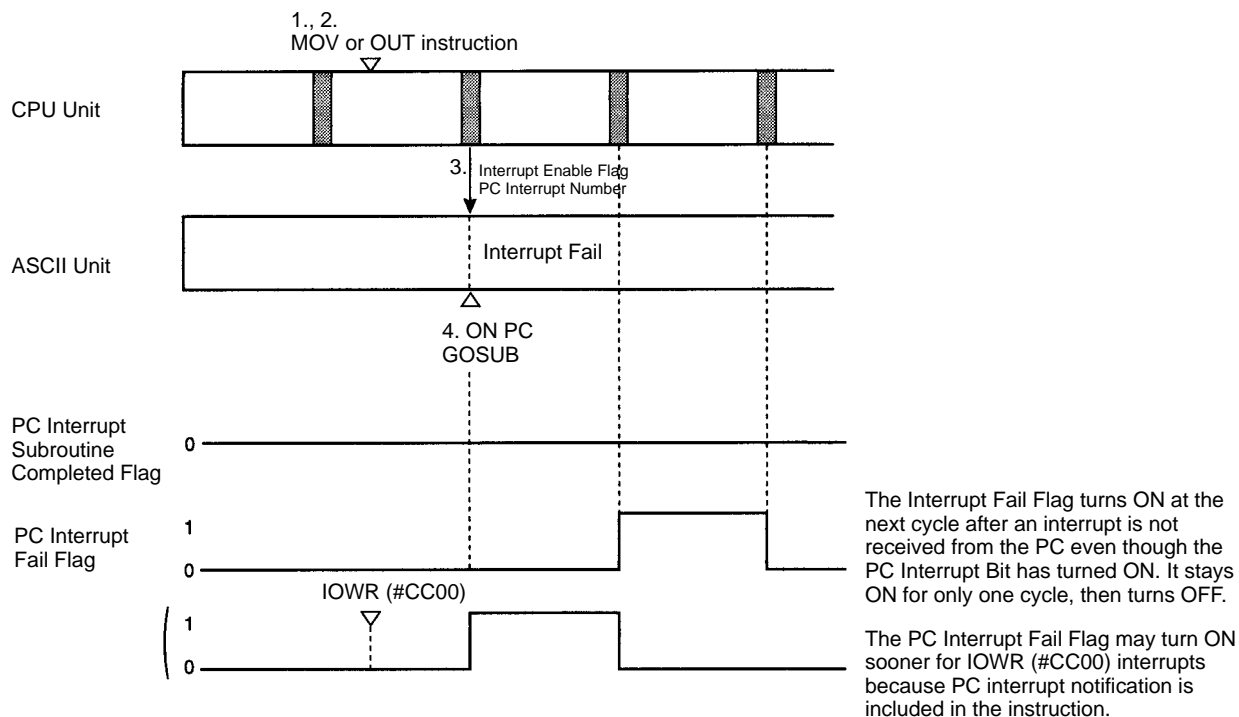 1., 2.
MOV or OUT instruction
CPU Unit
3. Interrupt Enable Flag
PC Interrupt Number
ASCII Unit
Interrupt Fail
4. ON PC
GOSUB
PC Interrupt
Subroutine
Completed Flag
0
PC Interrupt
Fail Flag
1
0
The Interrupt Fail Flag turns ON at the
next cycle after an interrupt is not
received from the PC even though the
PC Interrupt Bit has turned ON. It stays
ON for only one cycle, then turns OFF.
IOWR (#CC00)
(
1
0
The PC Interrupt Fail Flag may turn ON
sooner for IOWR (#CC00) interrupts
because PC interrupt notification is
included in the instruction.